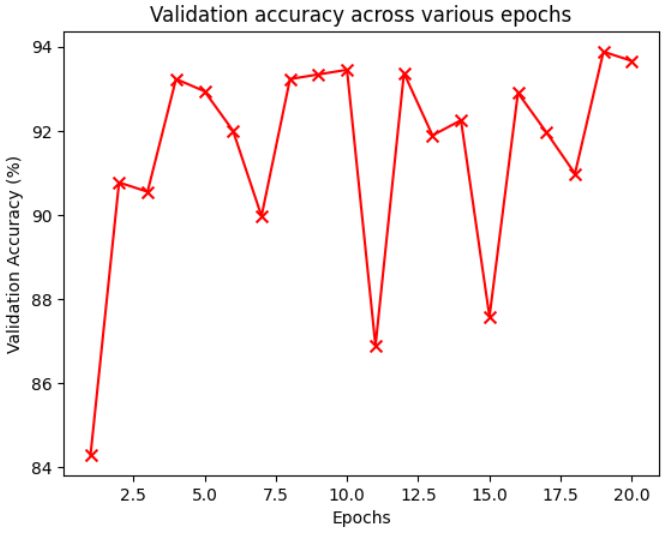 Validation accuracy across various epochs
94
92
90
88
86
84
Validation Accuracy (%)
2.5 5.0 7.5 10.0 12.5 15.0 17.5 20.0
Epochs